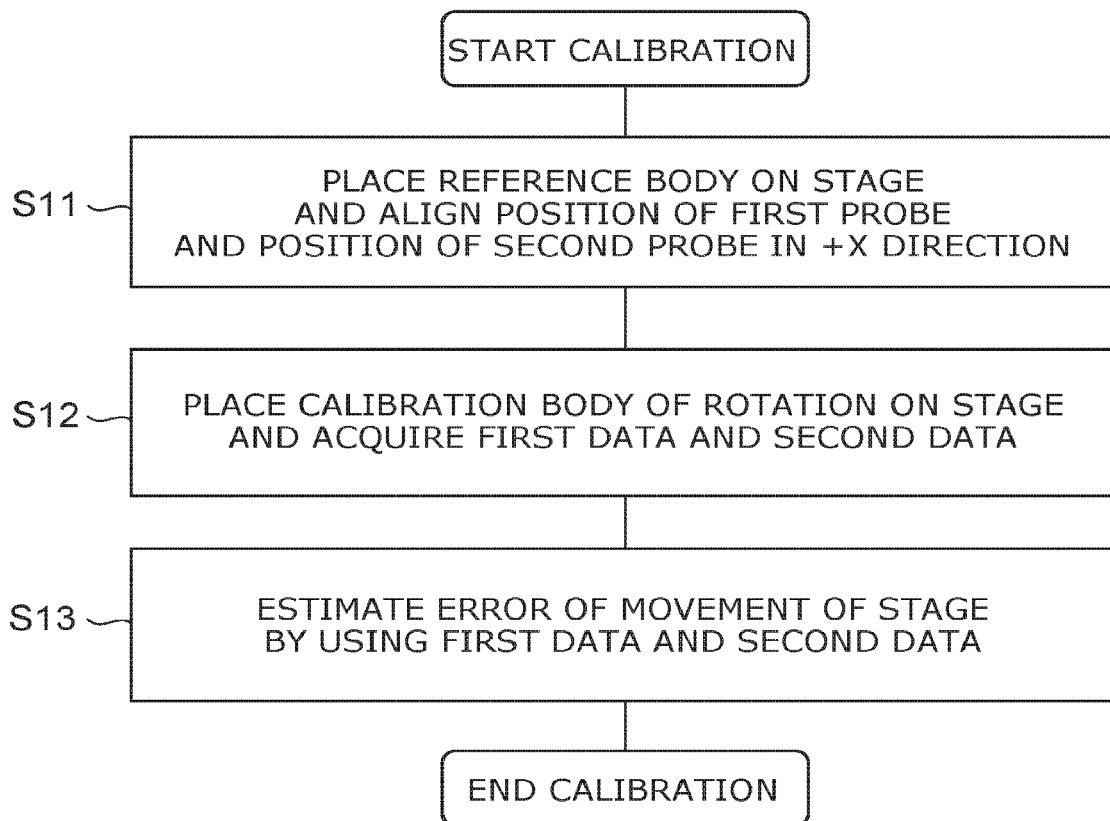 START CALIBRATION
S11
PLACE REFERENCE BODY ON STAGE
AND ALIGN POSITION OF FIRST PROBE
AND POSITION OF SECOND PROBE IN +X DIRECTION
S12
PLACE CALIBRATION BODY OF ROTATION ON STAGE
AND ACQUIRE FIRST DATA AND SECOND DATA
S13
ESTIMATE ERROR OF MOVEMENT OF STAGE
BY USING FIRST DATA AND SECOND DATA
END CALIBRATION